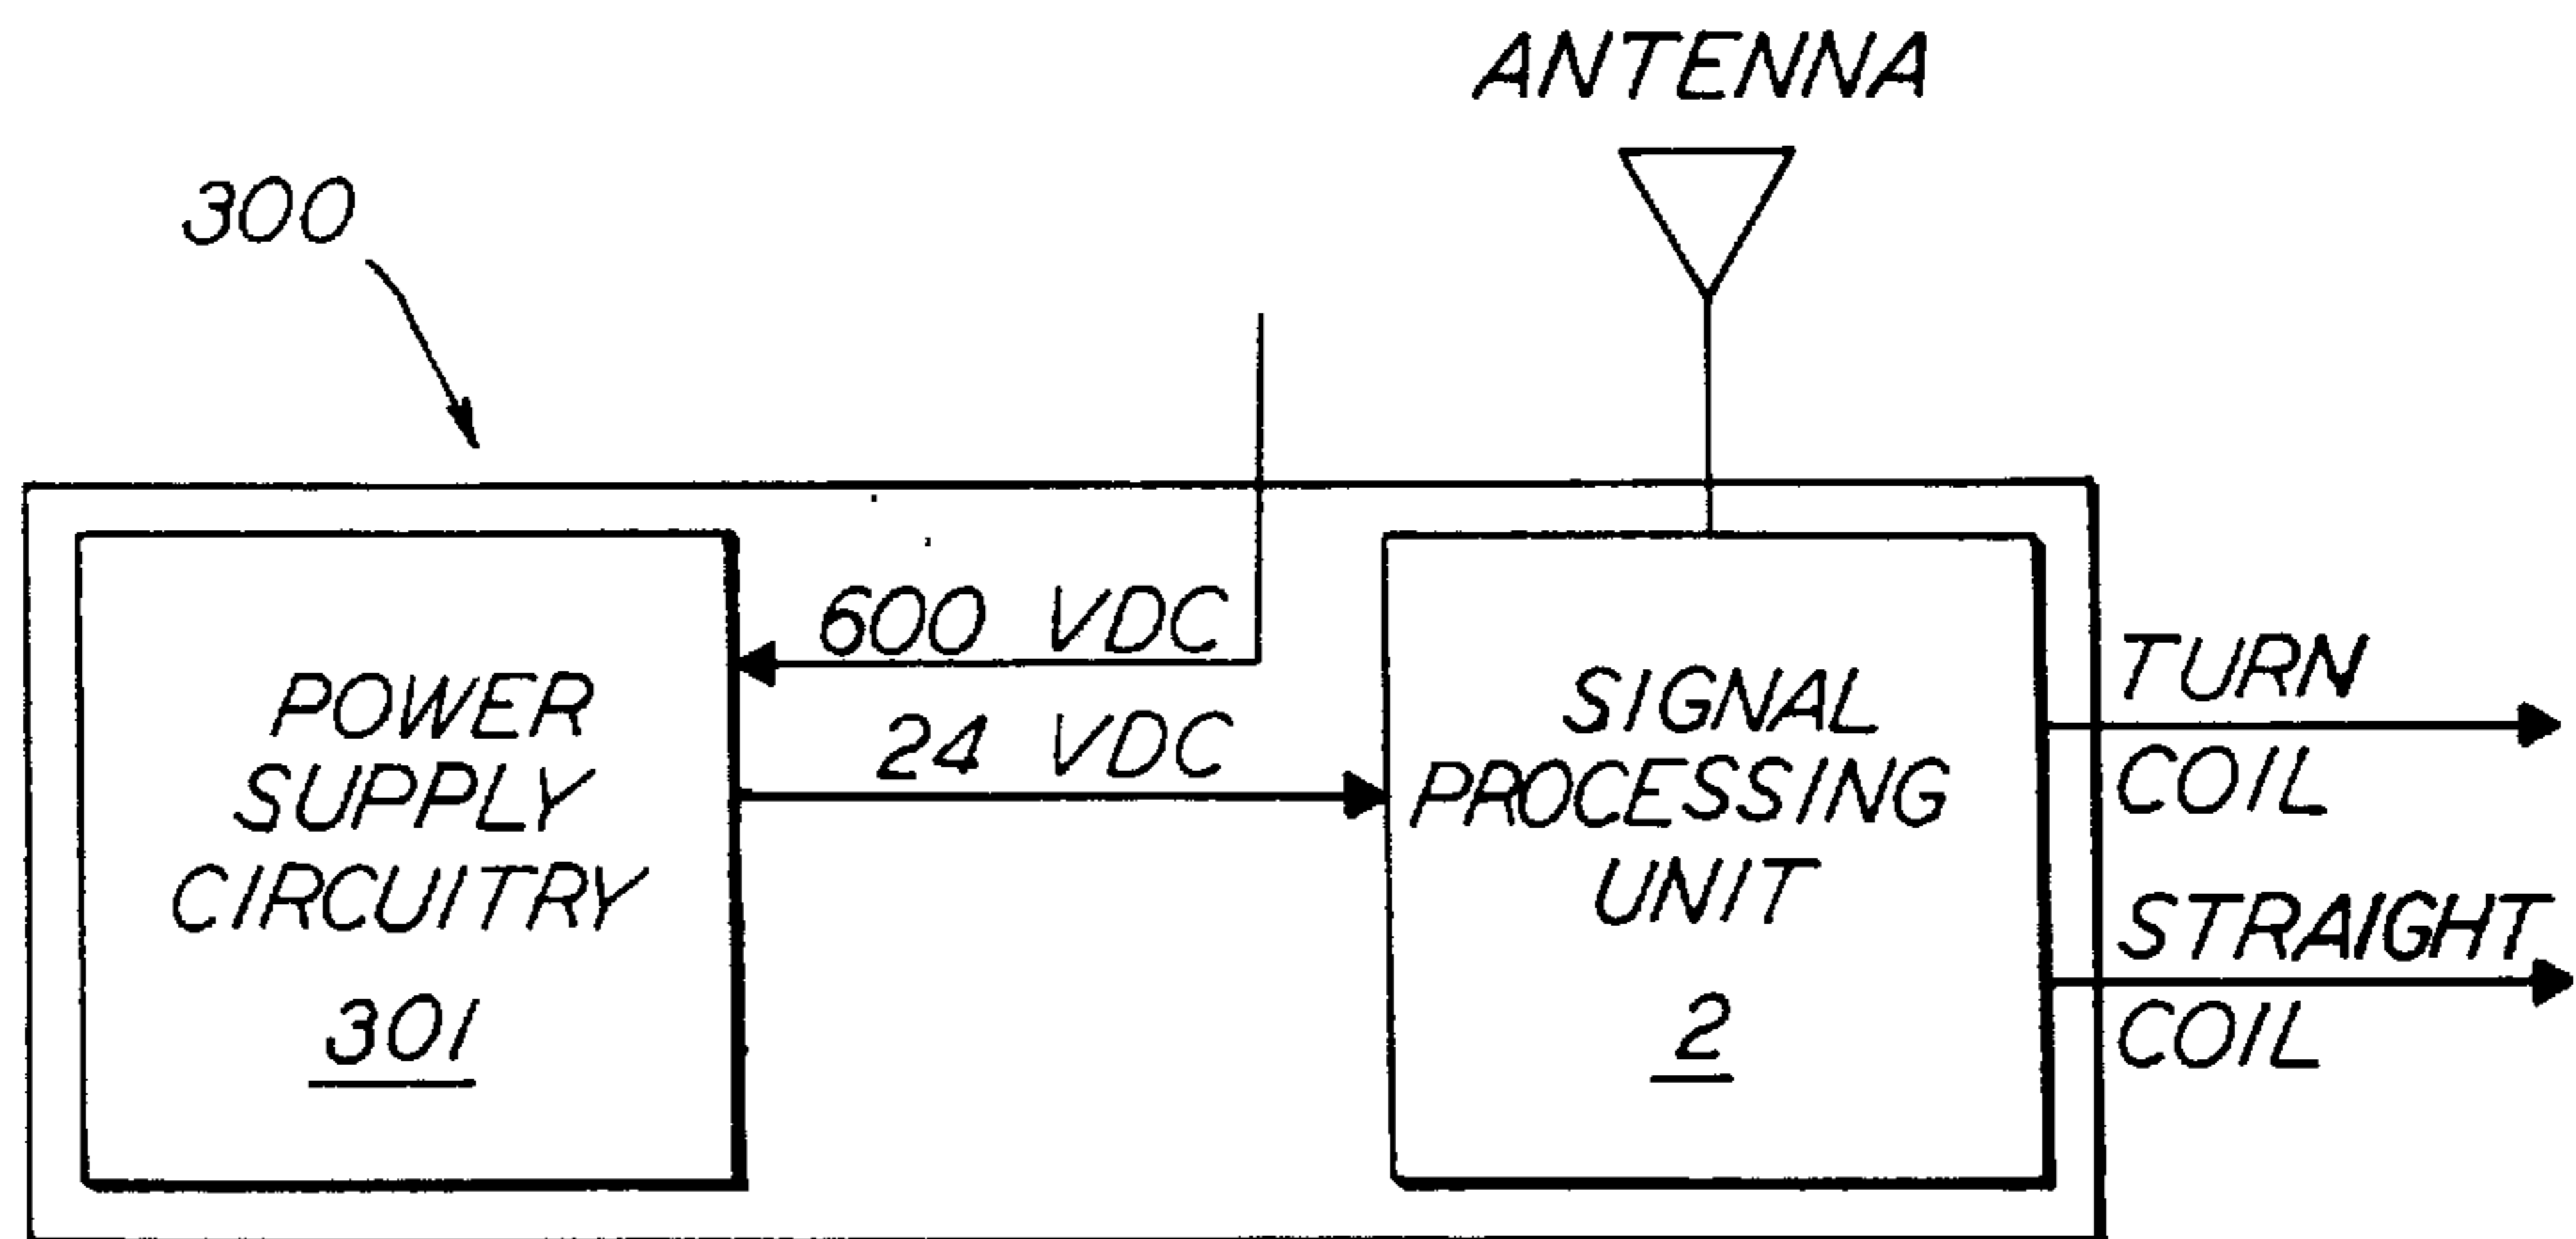 ANTENNA
300
600 VDC
24 VDC
POWER
SUPPLY
CIRCUITRY
301
SIGNAL
PROCESSING
UNIT
2
TURN
COIL
STRAIGHT
COIL